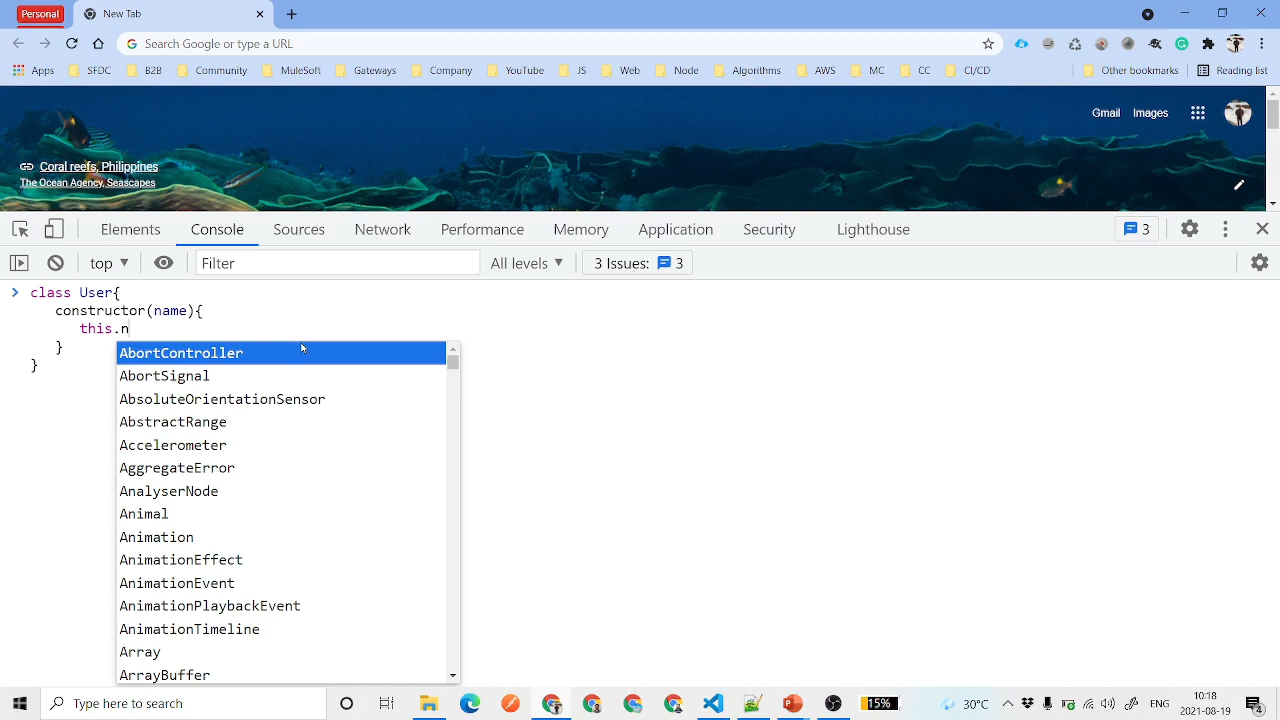 Personal
New Tab
Search Google or type a URL
Apps SFDC B2B Community MuleSoft Gateways Company YouTube JS Web Node Algorithms AWS MC CC CI/CD Other bookmarks Reading list
Gmail Images
Coral reefs, Philippines
The Ocean Agency, Seascapes
Elements Console Sources Network Performance Memory Application Security Lighthouse 3
top Filter All levels 3 Issues: 3
class User{
constructor(name){
this.n
}
}
AbortController
AbortSignal
AbsoluteOrientationSensor
AbstractRange
Accelerometer
AggregateError
AnalyserNode
Animal
Animation
AnimationEffect
AnimationEvent
AnimationPlaybackEvent
AnimationTimeline
Array
ArrayBuffer
Type here to search
15%
30°C
ENG
10:18
2021-08-19
4